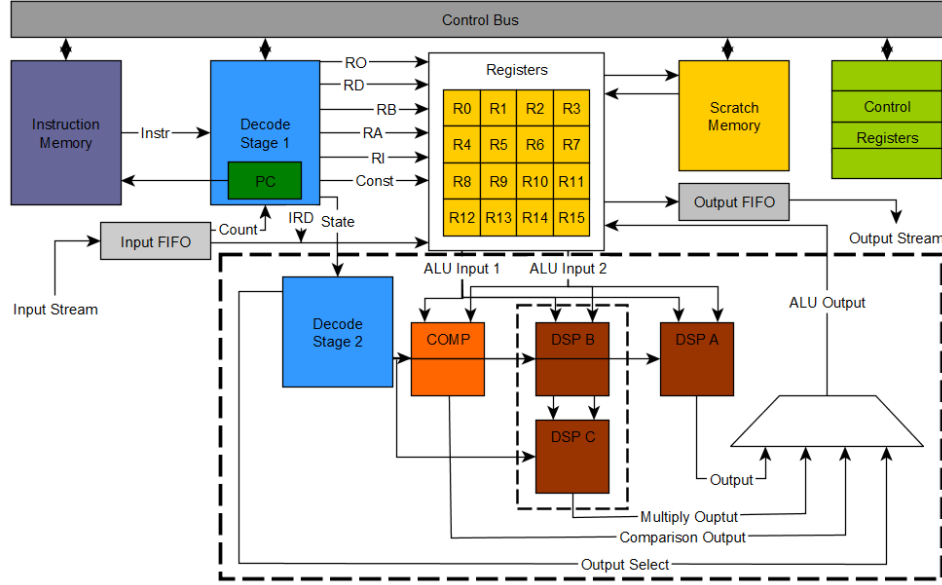 Control Bus
Instruction
Memory
Instr
Decode
Stage 1
PC
RO
RD
RB
RA
RI
Const
Registers
R0 R1 R2 R3
R4 R5 R6 R7
R8 R9 R10 R11
R12 R13 R14 R15
Scratch
Memory
Control
Registers
Input FIFO
Count
IRD
State
Output FIFO
Output Stream
Input Stream
ALU Input 1
ALU Input 2
ALU Output
Decode
Stage 2
COMP
DSP B
DSP A
DSP C
Output
Multiply Ouptut
Comparison Output
Output Select